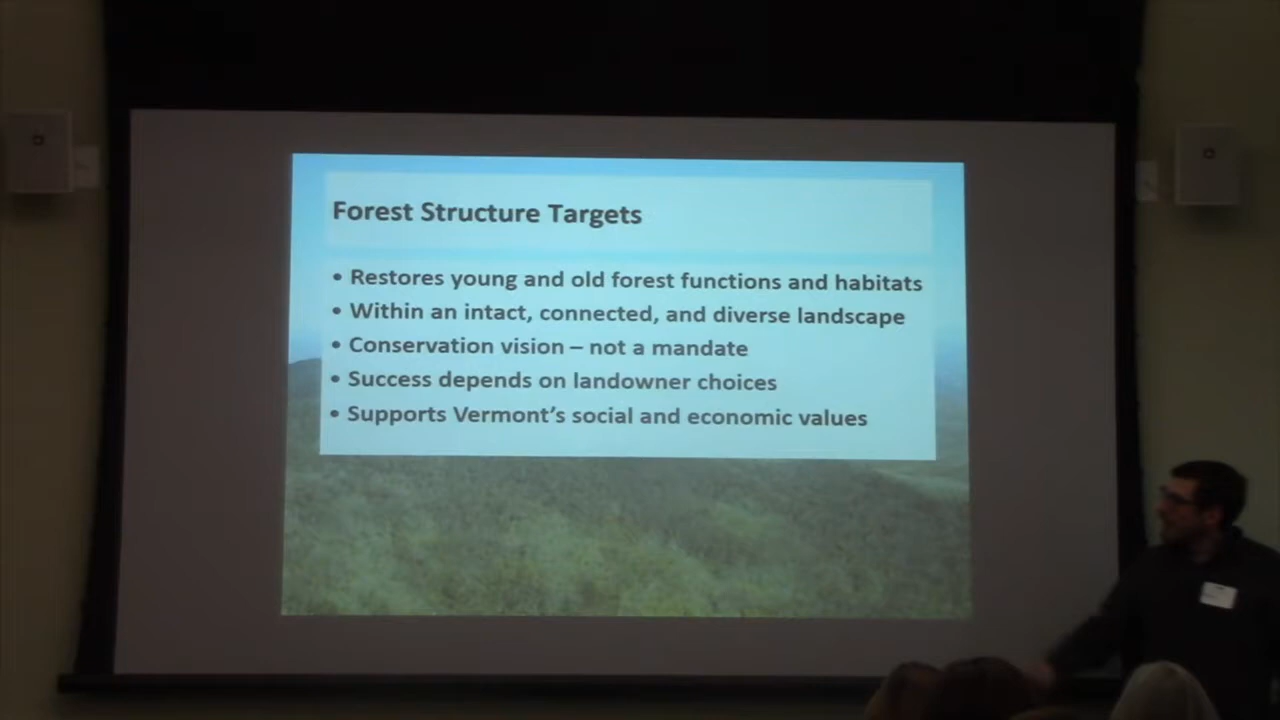 Forest Structure Targets
• Restores young and old forest functions and habitats
• Within an intact, connected, and diverse landscape
• Conservation vision – not a mandate
• Success depends on landowner choices
• Supports Vermont's social and economic values